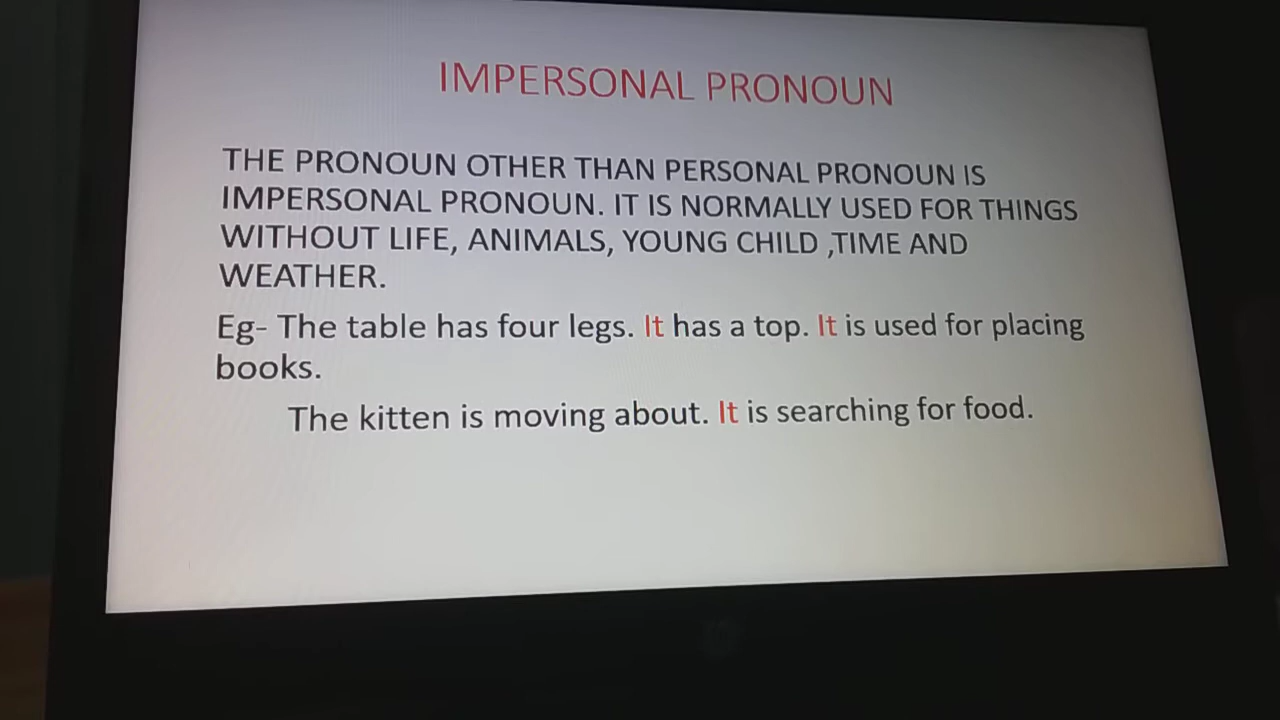 IMPERSONAL PRONOUN
THE PRONOUN OTHER THAN PERSONAL PRONOUN IS
IMPERSONAL PRONOUN. IT IS NORMALLY USED FOR THINGS
WITHOUT LIFE, ANIMALS, YOUNG CHILD ,TIME AND
WEATHER.
Eg- The table has four legs. It has a top. It is used for placing
books.
The kitten is moving about. It is searching for food.